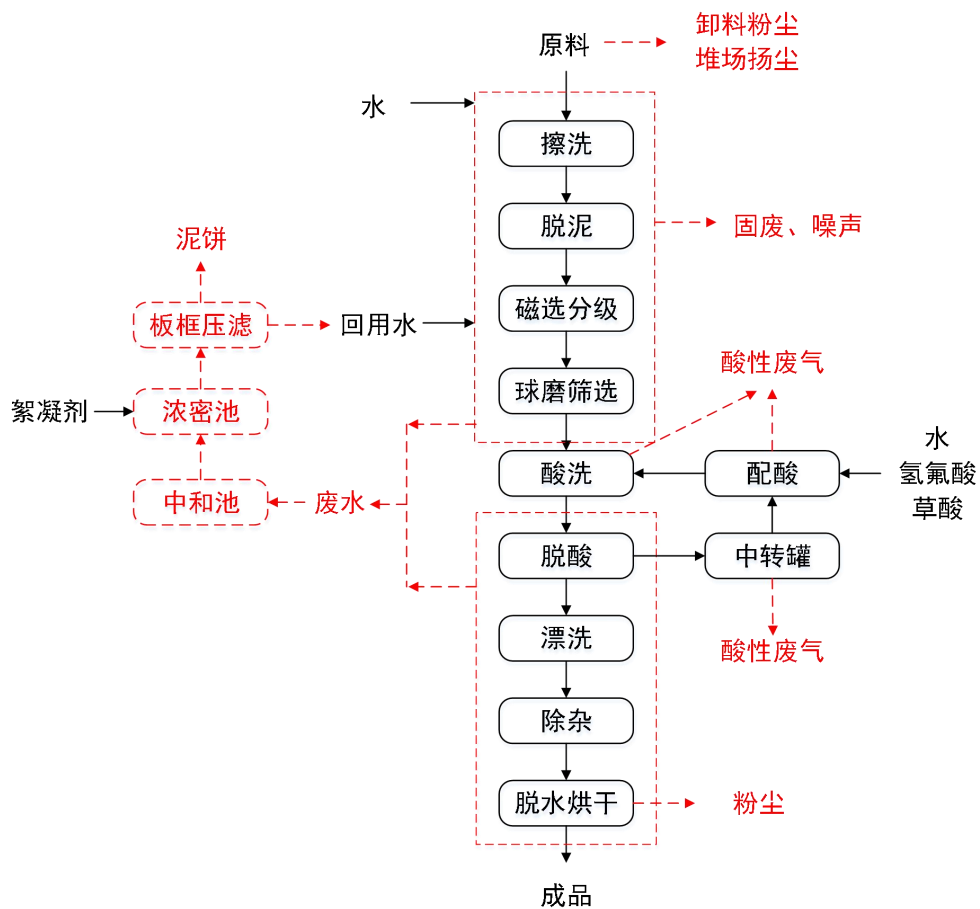 卸料粉尘
堆场扬尘
原料
水
擦洗
脱泥
固废、噪声
泥饼
磁选分级
板框压滤
回用水
酸性废气
球磨筛选
絮凝剂
浓密池
水
氢氟酸
草酸
酸洗
配酸
中和池
废水
脱酸
中转罐
漂洗
酸性废气
除杂
脱水烘干
粉尘
成品